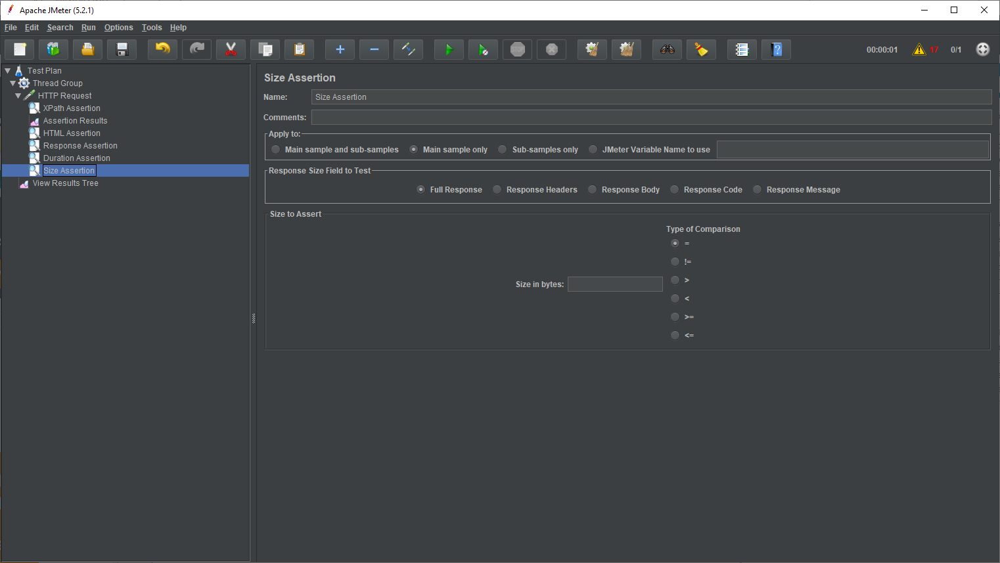 Apache JMeter (5.2.1)
File Edit Search Run Options Tools Help
STOP
00:00:01 17 0/1
Test Plan
Thread Group
HTTP Request
XPath Assertion
Assertion Results
HTML Assertion
Response Assertion
Duration Assertion
Size Assertion
View Results Tree
Size Assertion
Name: Size Assertion
Comments:
Apply to:
Main sample and sub-samples Main sample only Sub-samples only JMeter Variable Name to use
Response Size Field to Test
Full Response Response Headers Response Body Response Code Response Message
Size to Assert
Type of Comparison
=
!=
>
Size in bytes:
<
>=
<=